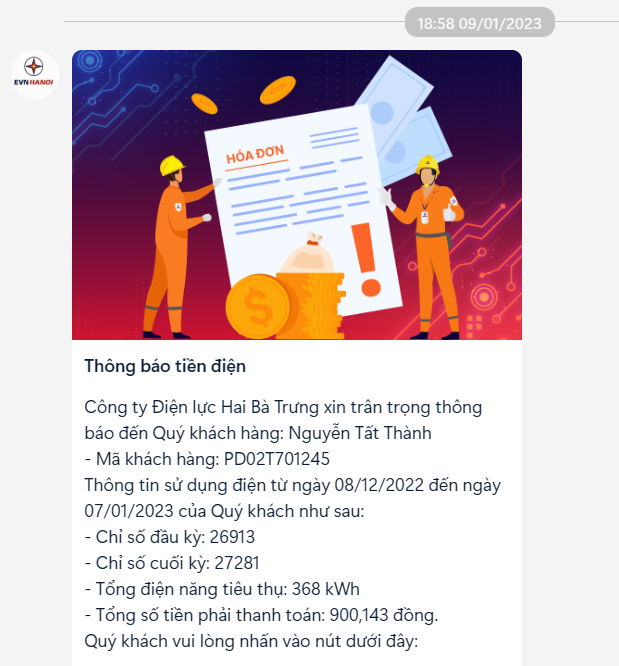 18:58 09/01/2023
EVNHANOI
HÓA ĐƠN
Thông báo tiền điện
Công ty Điện lực Hai Bà Trưng xin trân trọng thông
báo đến Quý khách hàng: Nguyễn Tất Thành
- Mã khách hàng: PD02T701245
Thông tin sử dụng điện từ ngày 08/12/2022 đến ngày
07/01/2023 của Quý khách như sau:
- Chỉ số đầu kỳ: 26913
- Chỉ số cuối kỳ: 27281
- Tổng điện năng tiêu thụ: 368 kWh
- Tổng số tiền phải thanh toán: 900,143 đồng.
Quý khách vui lòng nhấn vào nút dưới đây: